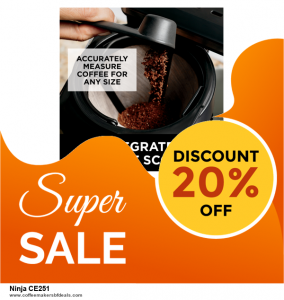 ACCURATELY
MEASURE
COFFEE FOR
ANY SIZE
DISCOUNT
20%
OFF
Super
SALE
Ninja CE251
www.coffeemakersbfdeals.com